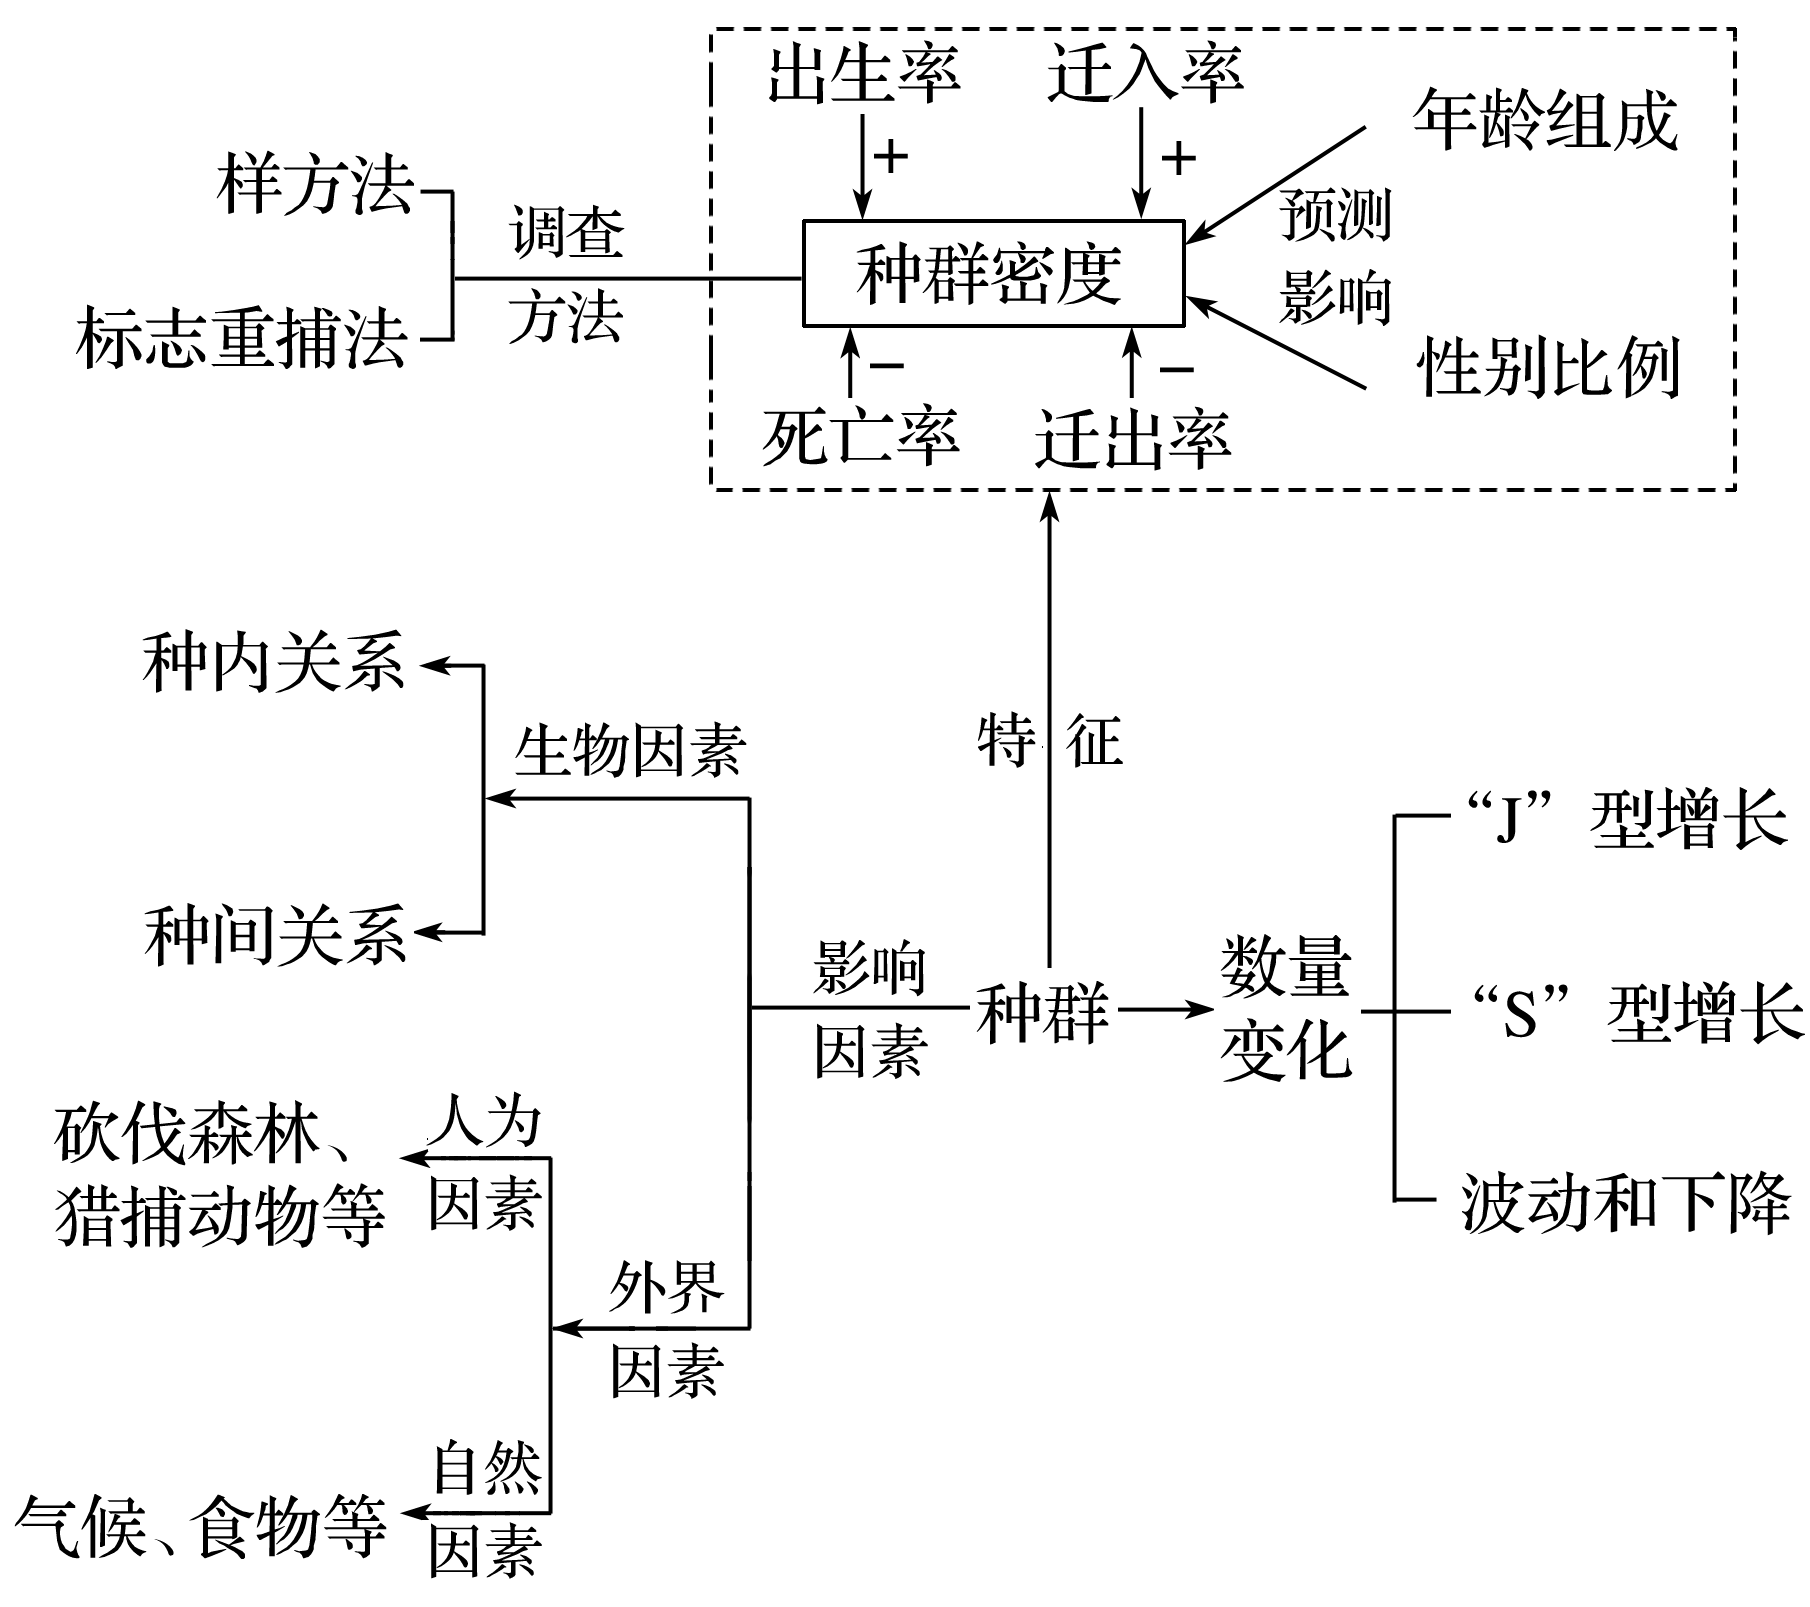 出生率
迁入率
年龄组成
+
+
样方法
调查
预测
种群密度
标志重捕法
方法
影响
性别比例
−
−
死亡率
迁出率
种内关系
生物因素
特征
“J”型增长
种间关系
影响
数量
种群
“S”型增长
因素
变化
人为
砍伐森林、
因素
猎捕动物等
波动和下降
外界
因素
自然
气候、食物等
因素